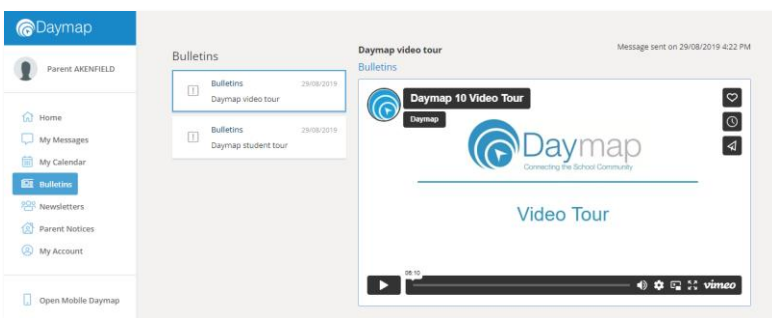 Daymap
Parent AKENFIELD
Home
My Messages
My Calendar
Bulletins
Newsletters
Parent Notices
My Account
Open Mobile Daymap
Bulletins
Bulletins 29/08/2019
Daymap video tour
Bulletins 29/08/2019
Daymap student tour
Daymap video tour
Message sent on 29/08/2019 4:22 PM
Bulletins
Daymap 10 Video Tour
Daymap
Daymap
Connecting the School Community
Video Tour
06:10
vimeo